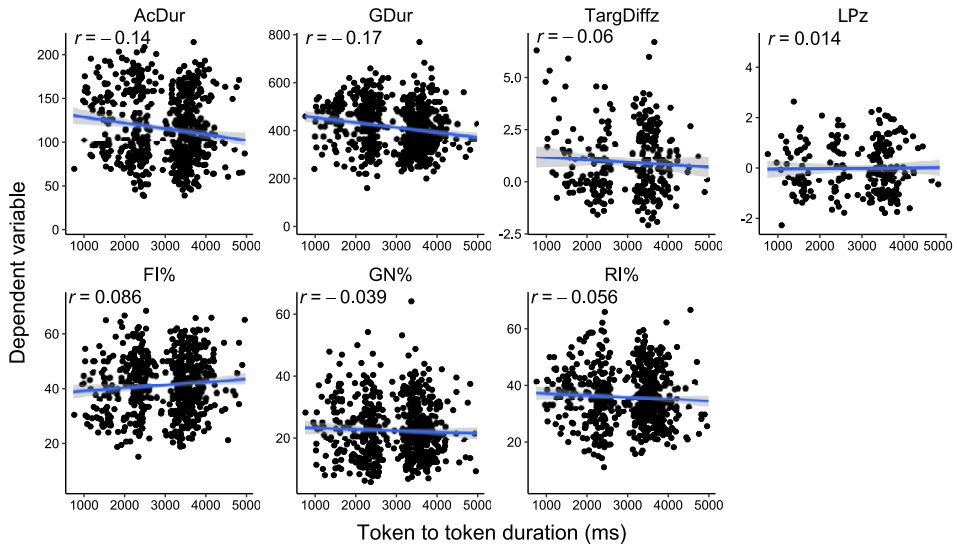 AcDur
GDur
TargDiffz
LPz
r = − 0.14
r = − 0.17
r = − 0.06
r = 0.014
200
150
100
50
0
800
600
400
200
0
5.0
2.5
0.0
-2.5
4
2
0
-2
1000 2000 3000 4000 5000
1000 2000 3000 4000 5000
1000 2000 3000 4000 5000
1000 2000 3000 4000 5000
Dependent variable
FI%
GN%
RI%
r = 0.086
r = − 0.039
r = − 0.056
60
40
20
60
40
20
60
40
20
1000 2000 3000 4000 5000
1000 2000 3000 4000 5000
1000 2000 3000 4000 5000
Token to token duration (ms)